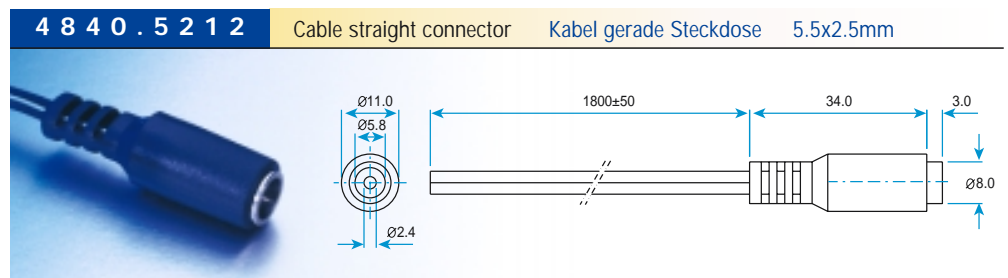 4840.5212 Cable straight connector Kabel gerade Steckdose 5.5x2.5mm
Ø11.0 1800±50 34.0 3.0
Ø5.8
Ø8.0
Ø2.4